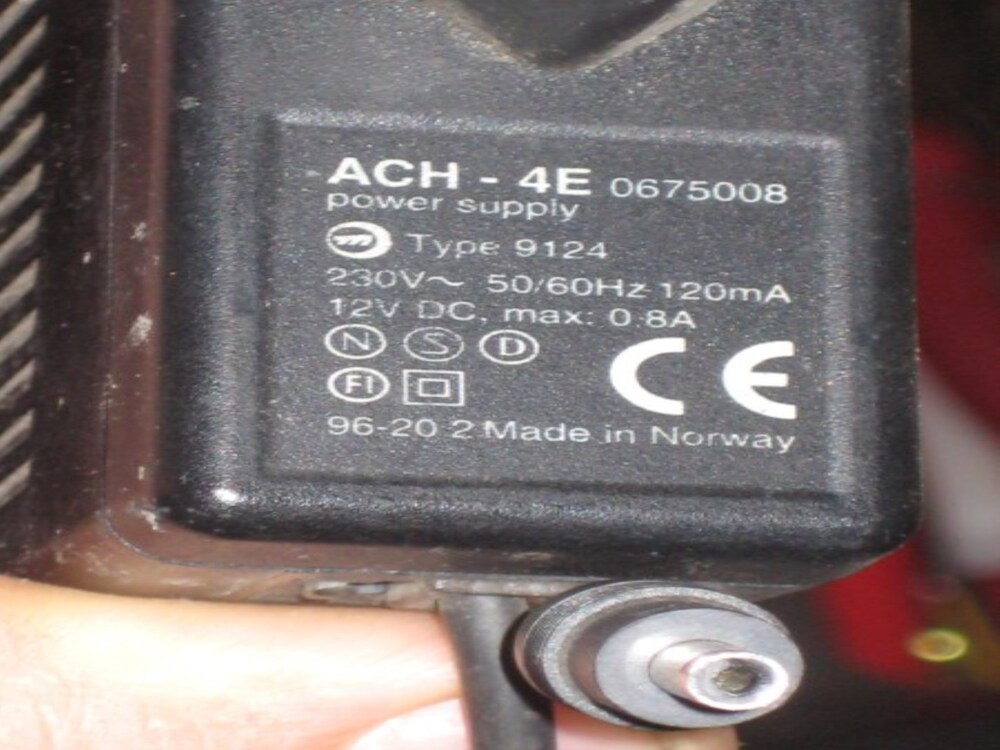 ACH - 4E 0675008
power supply
m Type 9124
230V~ 50/60Hz 120mA
12V DC, max: 0.8A
N S D CE
FI
96-20 2 Made in Norway